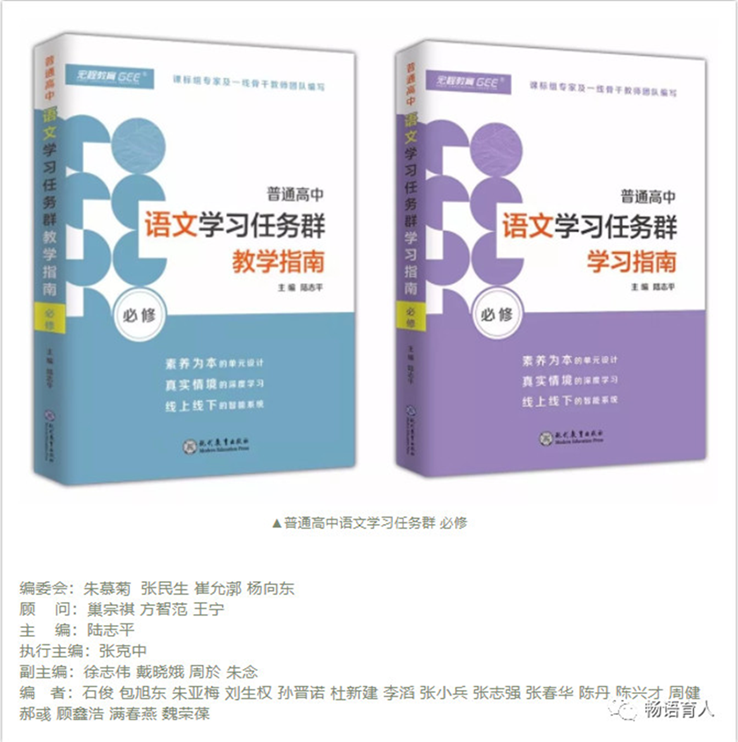 普通高中
语文学习任务群教学指南
必修
主编 陆志平
宏程教育 GEE
课标组专家及一线骨干教师团队编写
普通高中
语文学习任务群
教学指南
主编 陆志平
必修
素养为本的单元设计
真实情境的深度学习
线上线下的智能系统
现代教育出版社
Modern Education Press
普通高中
语文学习任务群学习指南
必修
主编 陆志平
宏程教育 GEE
课标组专家及一线骨干教师团队编写
普通高中
语文学习任务群
学习指南
主编 陆志平
必修
素养为本的单元设计
真实情境的深度学习
线上线下的智能系统
现代教育出版社
Modern Education Press
▲普通高中语文学习任务群 必修
编委会：朱慕菊 张民生 崔允漷 杨向东
顾 问：巢宗祺 方智范 王宁
主 编：陆志平
执行主编：张克中
副主编：徐志伟 戴晓娥 周於 朱念
编 者：石俊 包旭东 朱亚梅 刘生权 孙晋诺 杜新建 李滔 张小兵 张志强 张春华 陈丹 陈兴才 周健
郝彧 顾鑫浩 满春燕 魏荣葆
畅语育人